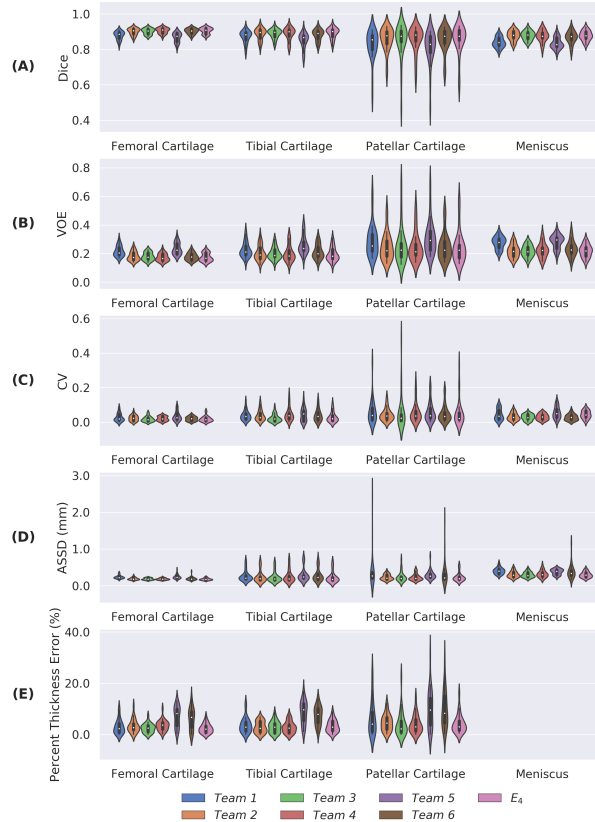 (A)
Dice
1.0
0.8
0.6
0.4
Femoral Cartilage Tibial Cartilage Patellar Cartilage Meniscus
(B)
VOE
0.8
0.6
0.4
0.2
0.0
Femoral Cartilage Tibial Cartilage Patellar Cartilage Meniscus
(C)
CV
0.6
0.4
0.2
0.0
Femoral Cartilage Tibial Cartilage Patellar Cartilage Meniscus
(D)
ASSD (mm)
3.0
2.0
1.0
0.0
Femoral Cartilage Tibial Cartilage Patellar Cartilage Meniscus
(E)
Percent Thickness Error (%)
40.0
20.0
0.0
Femoral Cartilage Tibial Cartilage Patellar Cartilage Meniscus
Team 1 Team 3 Team 5 E₄
Team 2 Team 4 Team 6